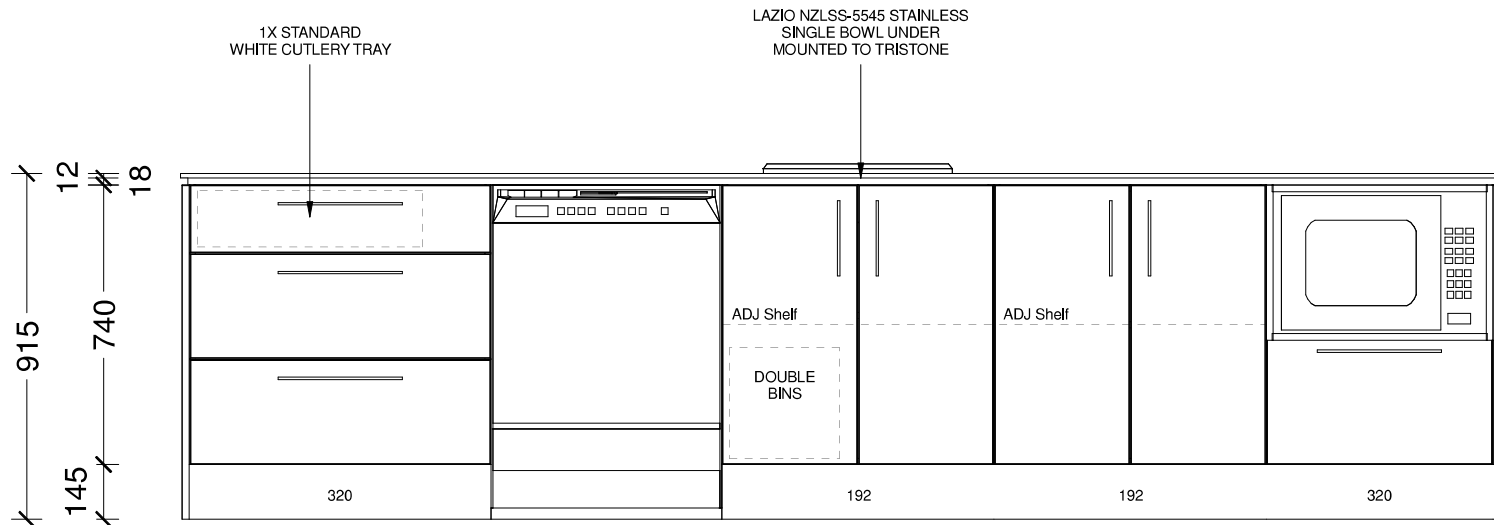 1X STANDARD
WHITE CUTLERY TRAY
LAZIO NZLSS-5545 STAINLESS
SINGLE BOWL UNDER
MOUNTED TO TRISTONE
12
18
915
740
145
ADJ Shelf
ADJ Shelf
DOUBLE
BINS
320
192
192
320